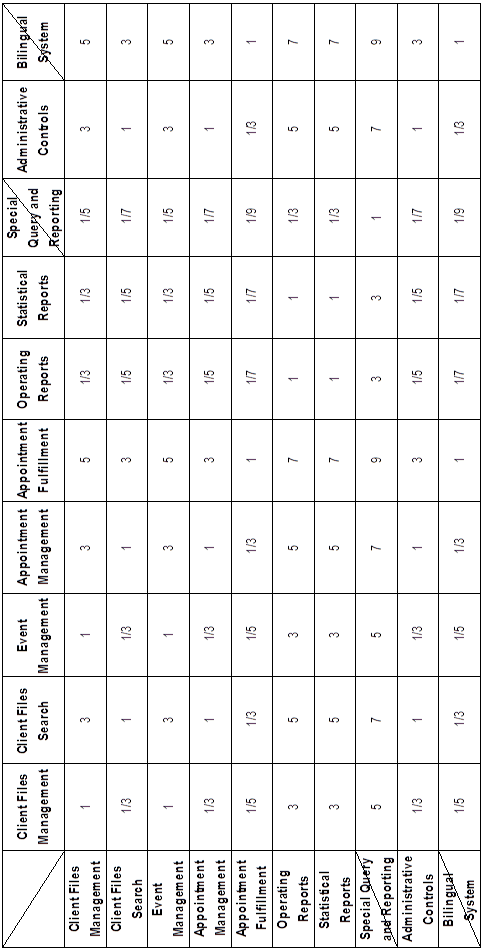 Client Files Management
Client Files Search
Event Management
Appointment Management
Appointment Fulfillment
Operating Reports
Statistical Reports
Special Query and Reporting
Administrative Controls
Bilingual System
Client Files Management 1 3 1 3 5 1/3 1/3 1/5 3 5
Client Files Search 1/3 1 1/3 1 3 1/5 1/5 1/7 1 3
Event Management 1 3 1 3 5 1/3 1/3 1/5 3 5
Appointment Management 1/3 1 1/3 1 3 1/5 1/5 1/7 1 3
Appointment Fulfillment 1/5 1/3 1/5 1/3 1 1/7 1/7 1/9 1/3 1
Operating Reports 3 5 3 5 7 1 1 1/3 5 7
Statistical Reports 3 5 3 5 7 1 1 1/3 5 7
Special Query and Reporting 5 7 5 7 9 3 3 1 7 9
Administrative Controls 1/3 1 1/3 1 3 1/5 1/5 1/7 1 3
Bilingual System 1/5 1/3 1/5 1/3 1 1/7 1/7 1/9 1/3 1